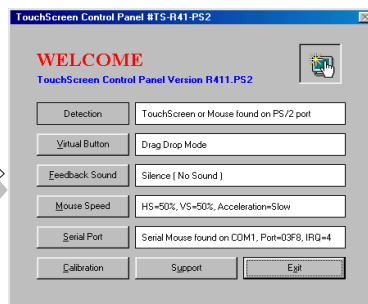 TouchScreen Control Panel #TS-R41-PS2
WELCOME
TouchScreen Control Panel Version R411.PS2
Detection TouchScreen or Mouse found on PS/2 port
Virtual Button Drag Drop Mode
Feedback Sound Silence ( No Sound )
Mouse Speed HS=50%, VS=50%, Acceleration=Slow
Serial Port Serial Mouse found on COM1, Port=03F8, IRQ=4
Calibration Support Exit